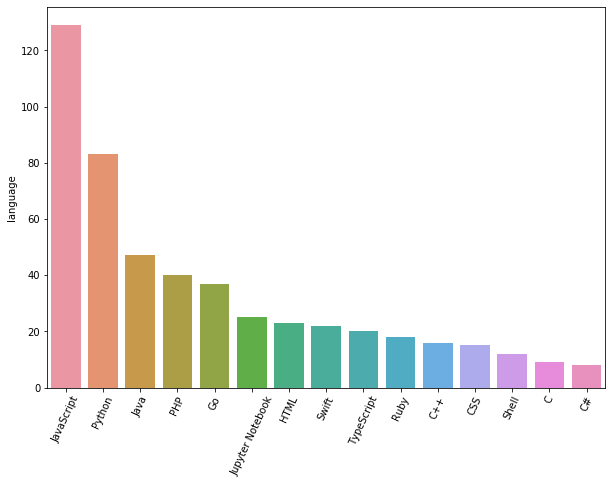 120
100
80
60
40
20
0
language
JavaScript
Python
Java
PHP
Go
Jupyter Notebook
HTML
Swift
TypeScript
Ruby
C++
CSS
Shell
C
C#